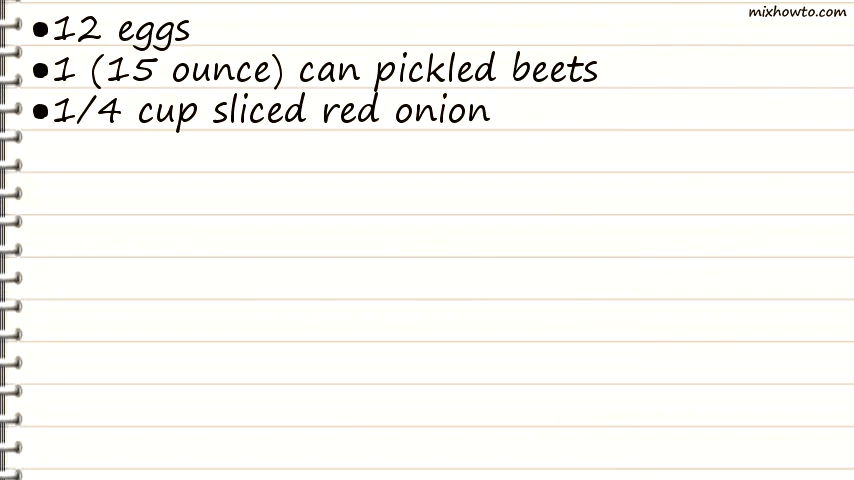 mixhowto.com
•12 eggs
•1 (15 ounce) can pickled beets
•1/4 cup sliced red onion